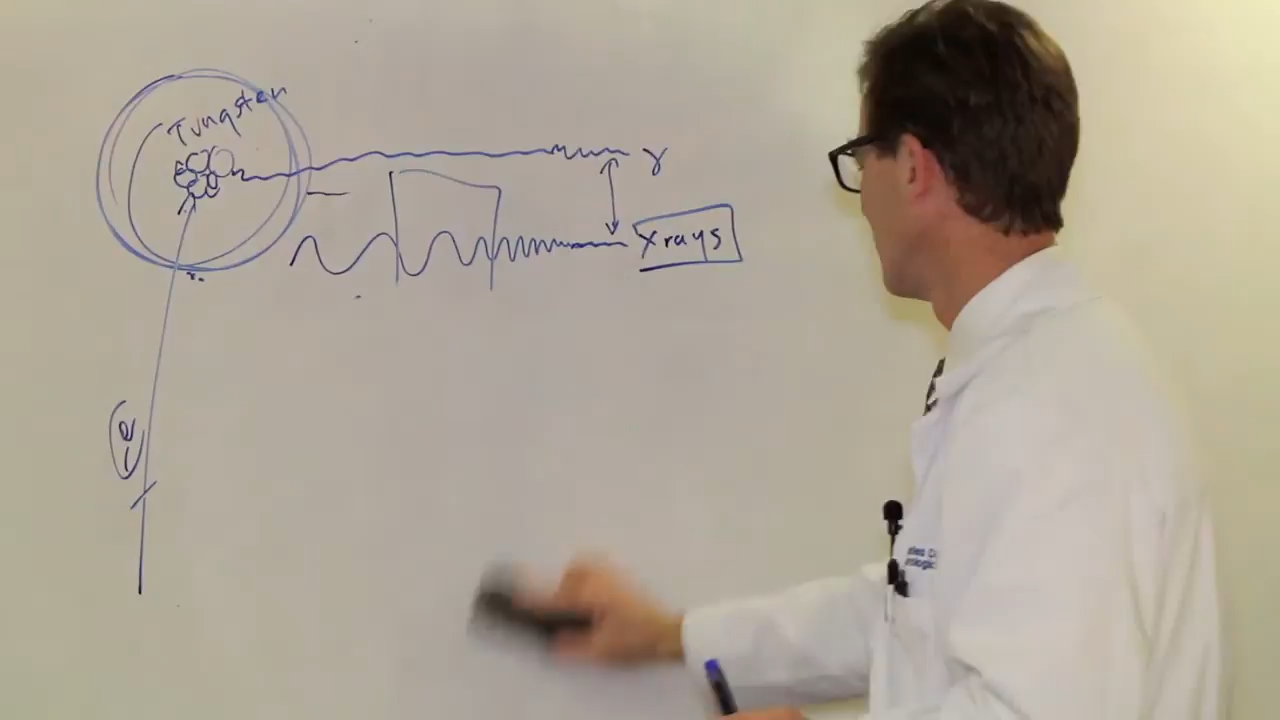 Tungsten
γ
X rays
e-